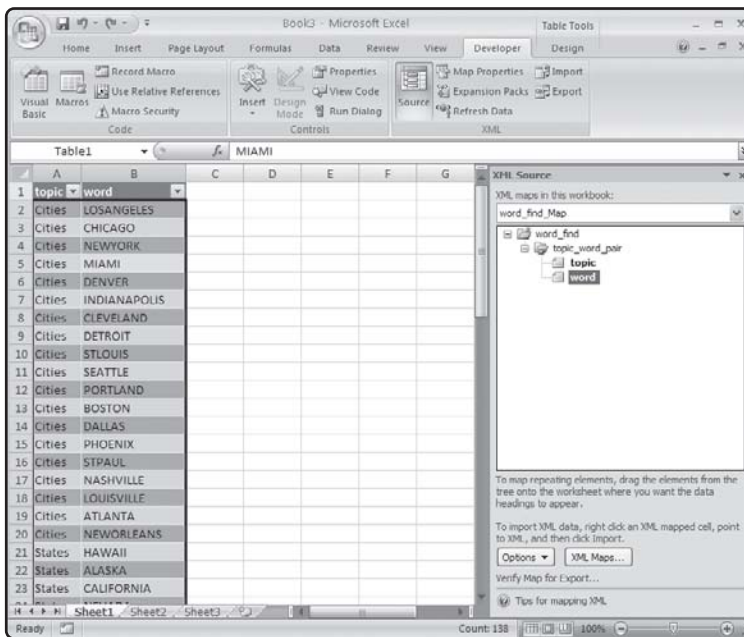 Book3 - Microsoft Excel
Table Tools
Home Insert Page Layout Formulas Data Review View Developer Design
Visual Basic
Macros
Record Macro
Use Relative References
Macro Security
Code
Insert
Design Mode
Properties
View Code
Run Dialog
Controls
Source
Map Properties
Expansion Packs
Refresh Data
Import
Export
XML
Table1 fx MIAMI
A B C D E F G
1 topic word
2 Cities LOSANGELES
3 Cities CHICAGO
4 Cities NEWYORK
5 Cities MIAMI
6 Cities DENVER
7 Cities INDIANAPOLIS
8 Cities CLEVELAND
9 Cities DETROIT
10 Cities STLOUIS
11 Cities SEATTLE
12 Cities PORTLAND
13 Cities BOSTON
14 Cities DALLAS
15 Cities PHOENIX
16 Cities STPAUL
17 Cities NASHVILLE
18 Cities LOUISVILLE
19 Cities ATLANTA
20 Cities NEWORLEANS
21 States HAWAII
22 States ALASKA
23 States CALIFORNIA
XML Source
XML maps in this workbook:
word_find_Map
word_find
topic_word_pair
topic
word
To map repeating elements, drag the elements from the
tree onto the worksheet where you want the data
headings to appear.
To import XML data, right click an XML mapped cell, point
to XML, and then click Import.
Options XML Maps...
Verify Map for Export...
Tips for mapping XML
Sheet1 Sheet2 Sheet3
Ready Count: 138 100%